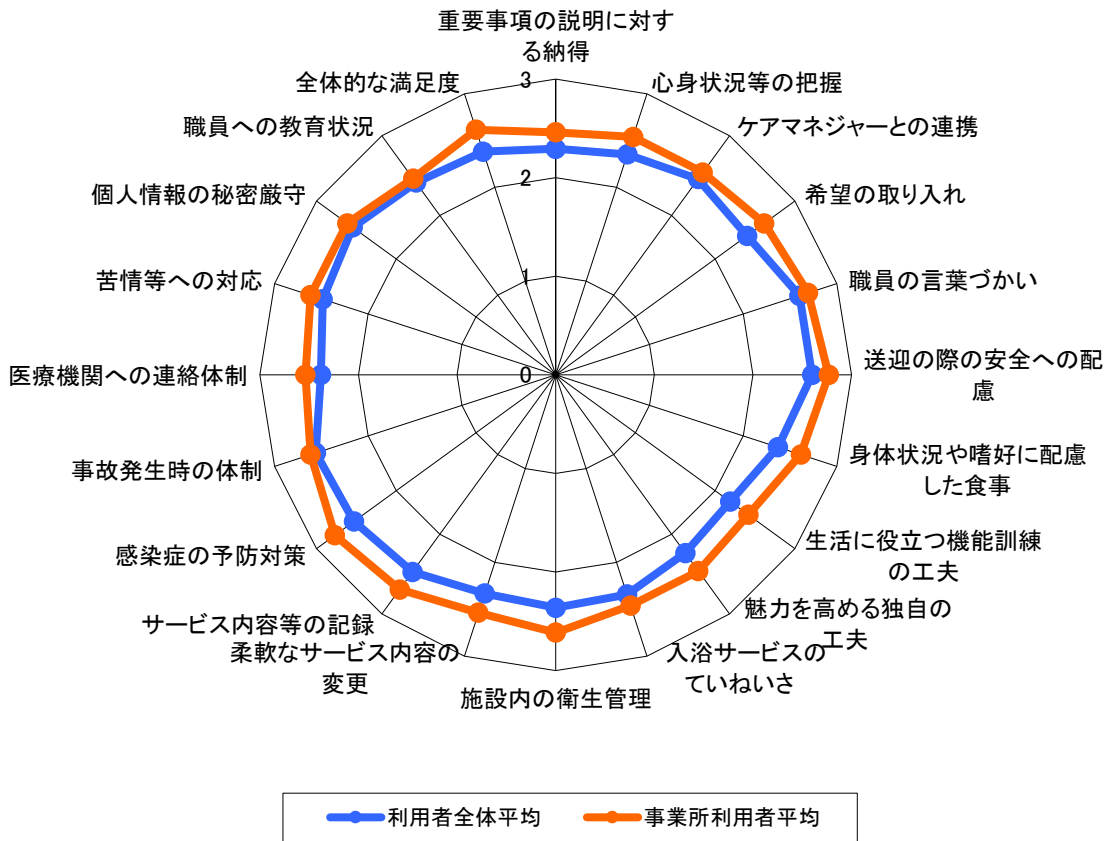 重要事項の説明に対す
る納得
心身状況等の把握
ケアマネジャーとの連携
希望の取り入れ
職員の言葉づかい
送迎の際の安全への配
慮
身体状況や嗜好に配慮
した食事
生活に役立つ機能訓練
の工夫
魅力を高める独自の
工夫
入浴サービスの
ていねいさ
施設内の衛生管理
柔軟なサービス内容の
変更
サービス内容等の記録
感染症の予防対策
事故発生時の体制
医療機関への連絡体制
苦情等への対応
個人情報の秘密厳守
職員への教育状況
全体的な満足度
3
2
1
0
利用者全体平均
事業所利用者平均